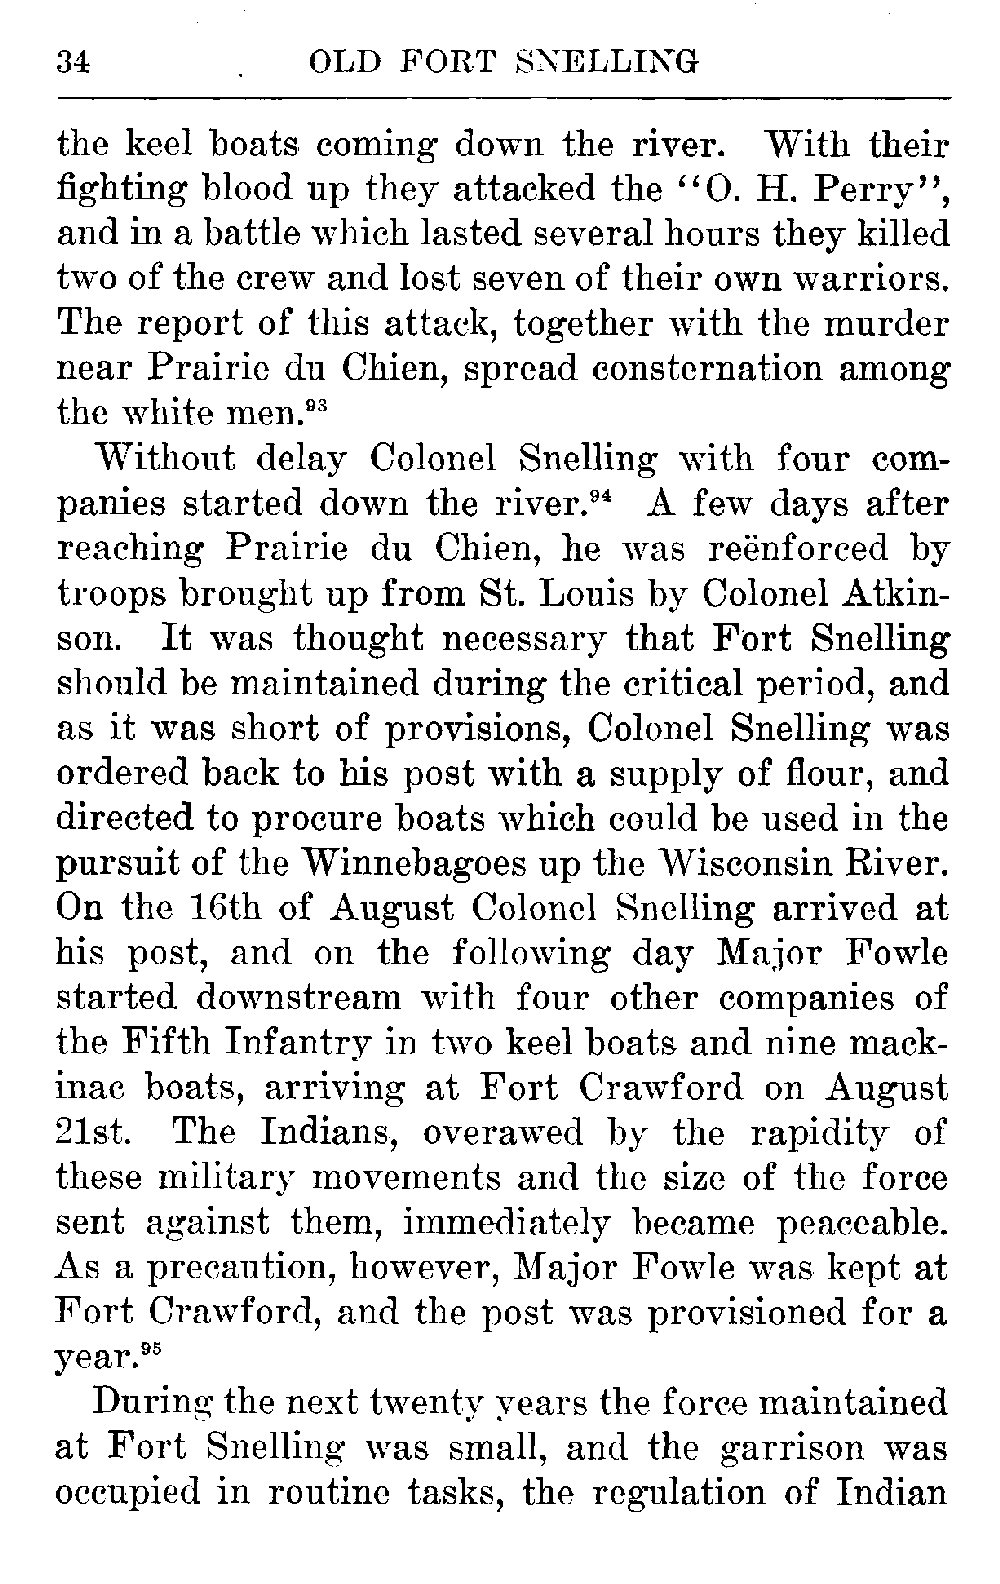 34 OLD FORT SNELLING
the keel boats coming down the river. With their
fighting blood up they attacked the “O. H. Perry”,
and in a battle which lasted several hours they killed
two of the crew and lost seven of their own warriors.
The report of this attack, together with the murder
near Prairie du Chien, spread consternation among
the white men.⁹³
Without delay Colonel Snelling with four com-
panies started down the river.⁹⁴ A few days after
reaching Prairie du Chien, he was reënforced by
troops brought up from St. Louis by Colonel Atkin-
son. It was thought necessary that Fort Snelling
should be maintained during the critical period, and
as it was short of provisions, Colonel Snelling was
ordered back to his post with a supply of flour, and
directed to procure boats which could be used in the
pursuit of the Winnebagoes up the Wisconsin River.
On the 16th of August Colonel Snelling arrived at
his post, and on the following day Major Fowle
started downstream with four other companies of
the Fifth Infantry in two keel boats and nine mack-
inac boats, arriving at Fort Crawford on August
21st. The Indians, overawed by the rapidity of
these military movements and the size of the force
sent against them, immediately became peaceable.
As a precaution, however, Major Fowle was kept at
Fort Crawford, and the post was provisioned for a
year.⁹⁵
During the next twenty years the force maintained
at Fort Snelling was small, and the garrison was
occupied in routine tasks, the regulation of Indian